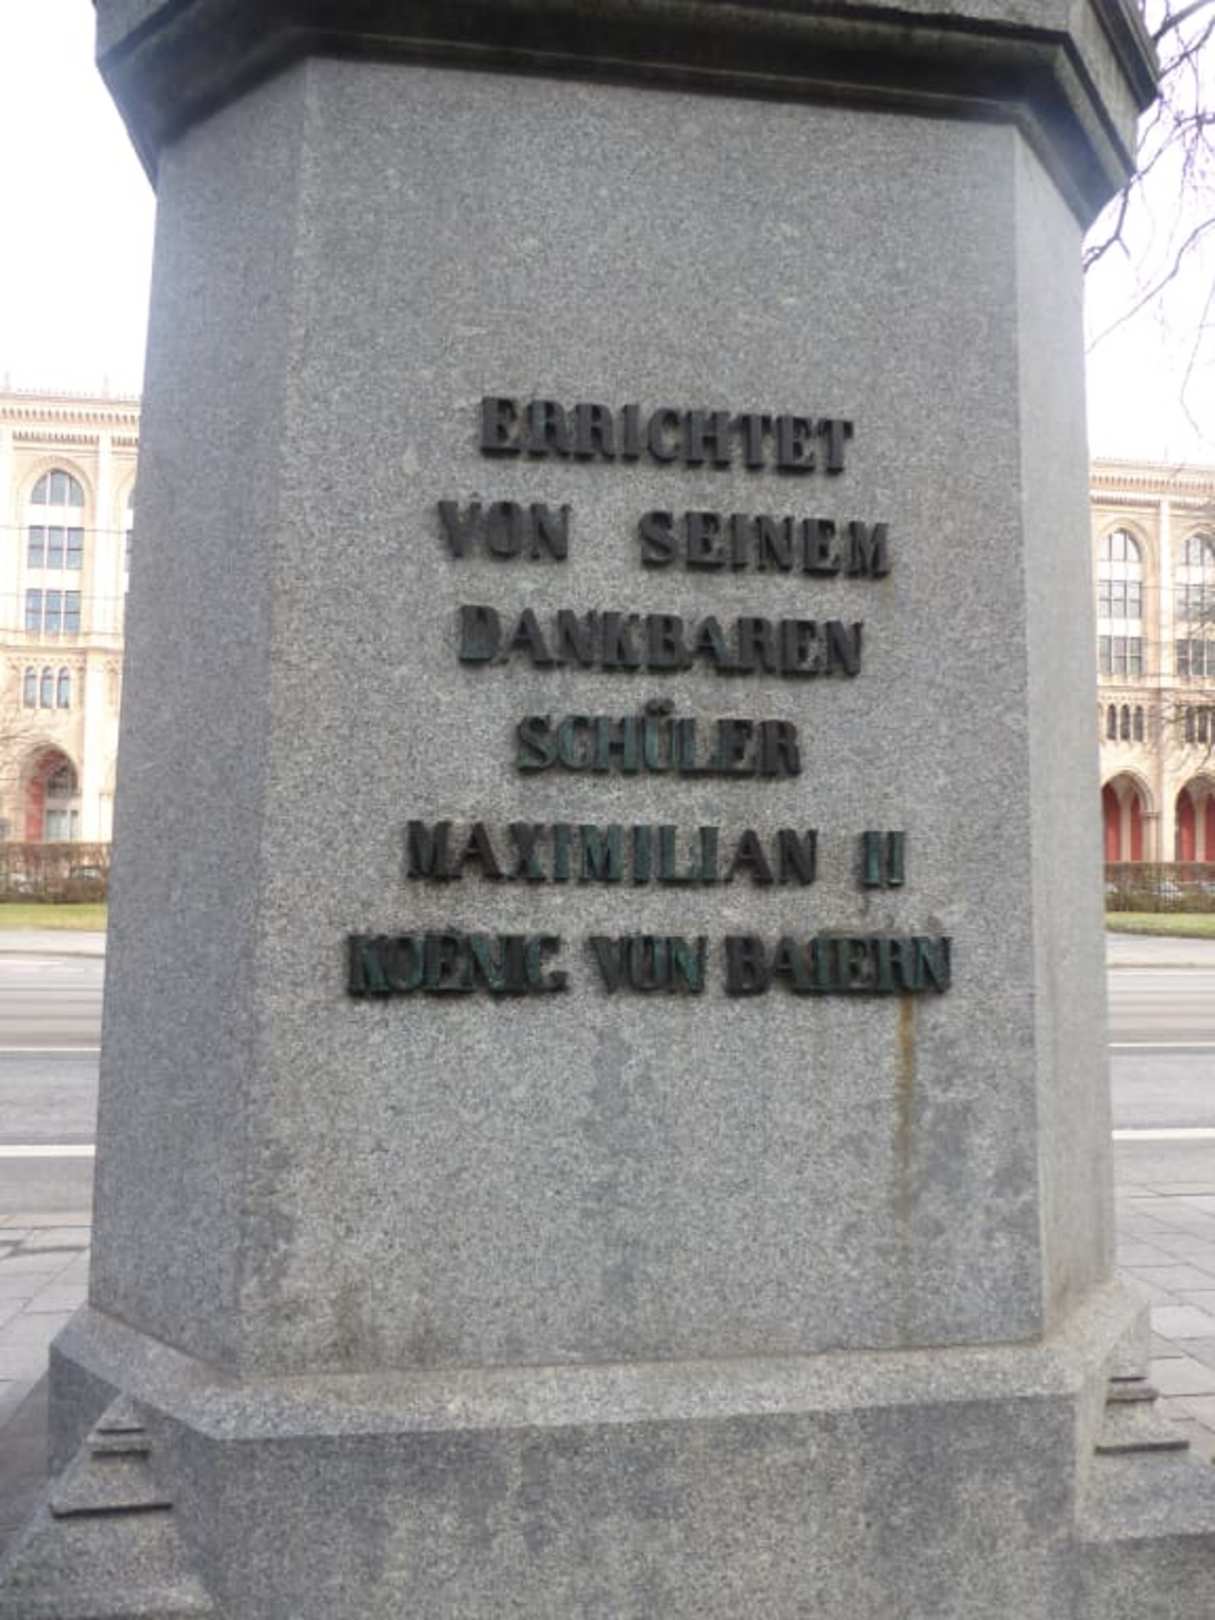 ERRICHTET
VON SEINEM
DANKBAREN
SCHÜLER
MAXIMILIAN II
KOENIG VON BAIERN